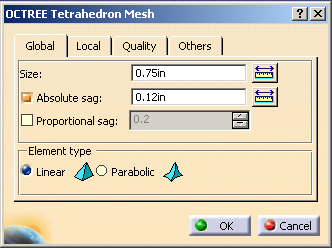 OCTREE Tetrahedron Mesh
Global Local Quality Others
Size: 0.75in
Absolute sag: 0.12in
Proportional sag: 0.2
Element type
Linear Parabolic
OK Cancel